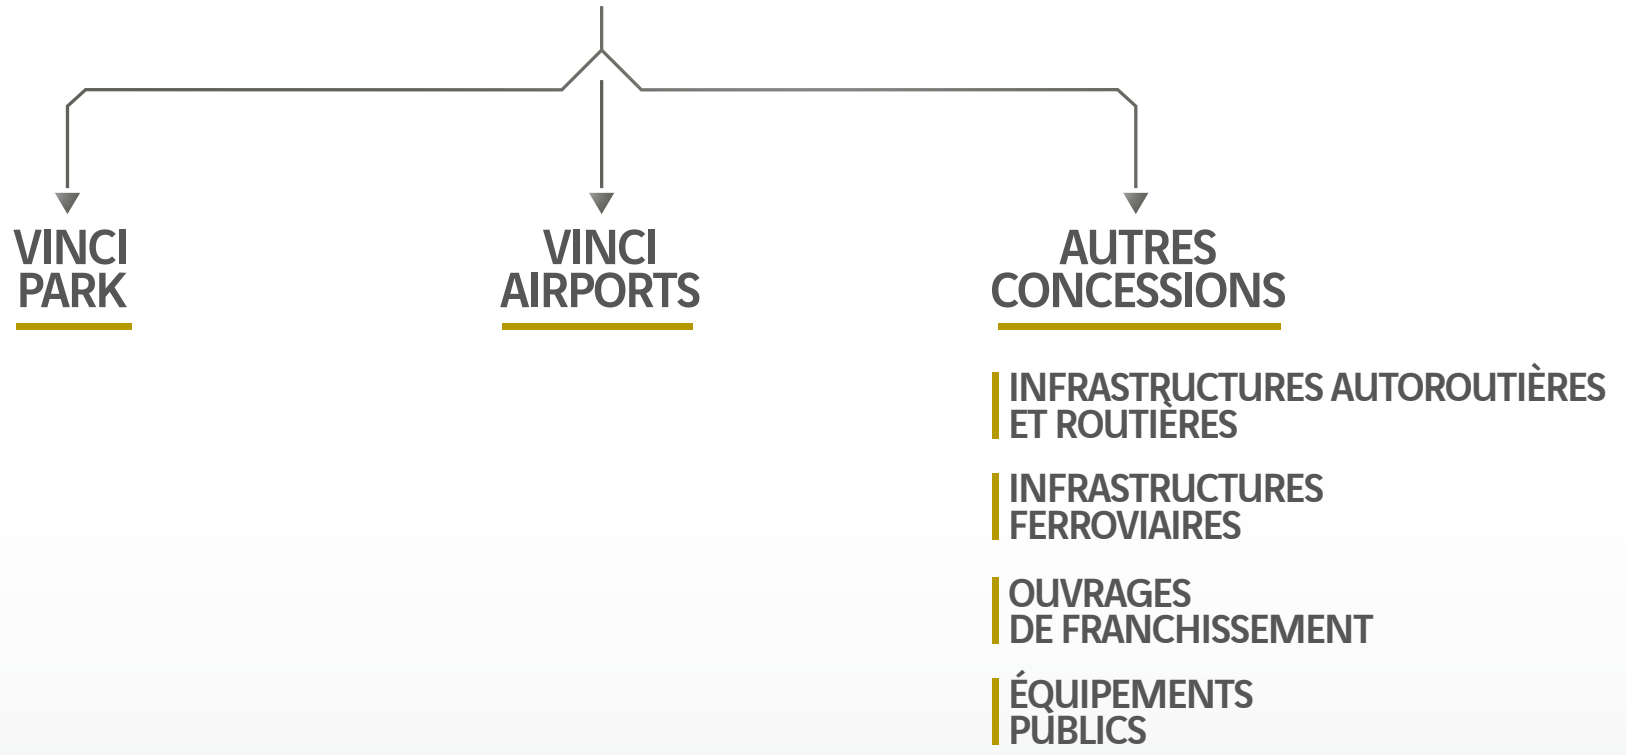 VINCI
PARK
VINCI
AIRPORTS
AUTRES
CONCESSIONS
INFRASTRUCTURES AUTOROUTIÈRES
ET ROUTIÈRES
INFRASTRUCTURES
FERROVIAIRES
OUVRAGES
DE FRANCHISSEMENT
ÉQUIPEMENTS
PUBLICS